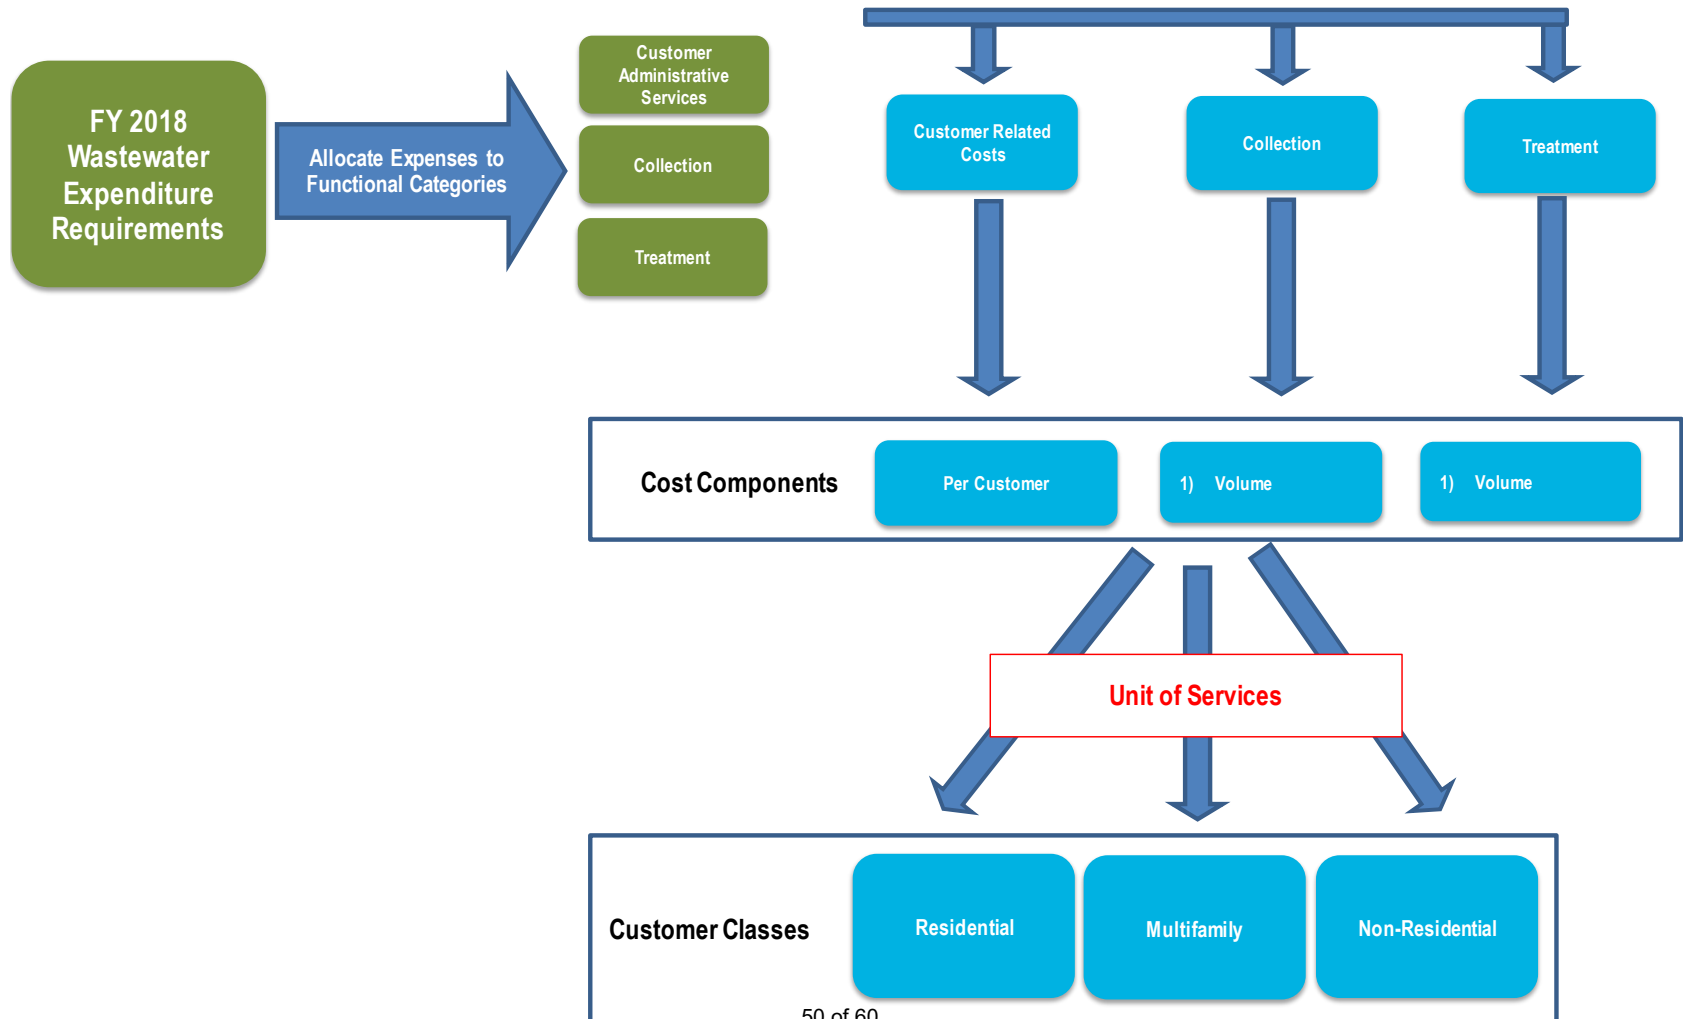 FY 2018
Wastewater
Expenditure
Requirements
Allocate Expenses to
Functional Categories
Customer
Administrative
Services
Collection
Treatment
Customer Related
Costs
Collection
Treatment
Cost Components
Per Customer
1) Volume
1) Volume
Unit of Services
Customer Classes
Residential
Multifamily
Non-Residential
50 of 60